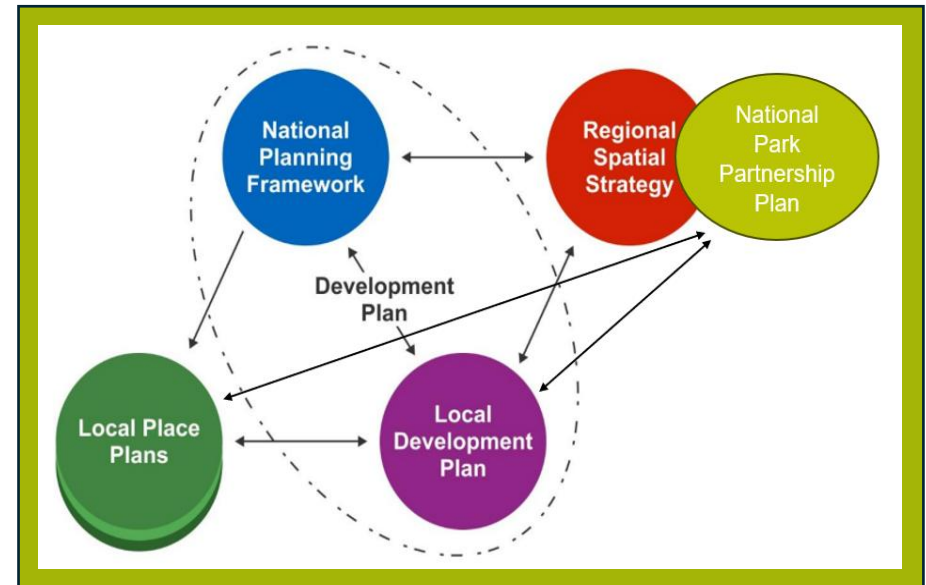 National
Planning
Framework
Regional
Spatial
Strategy
National
Park
Partnership
Plan
Development
Plan
Local Place
Plans
Local
Development
Plan